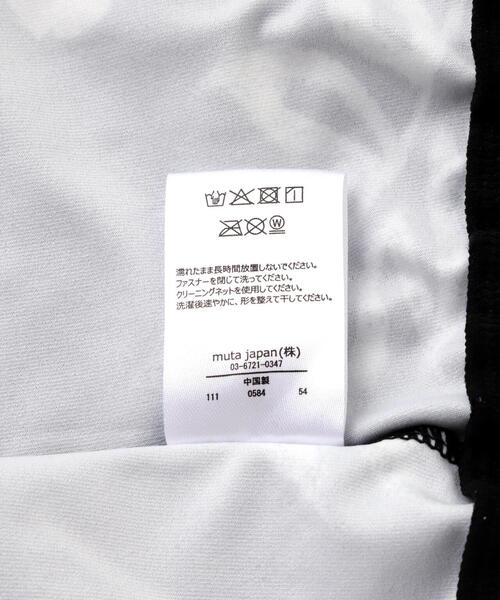 W
濡れたまま長時間放置しないでください。
ファスナーを閉じて洗ってください。
クリーニングネットを使用してください。
洗濯後速やかに、形を整えて干してください。
muta japan(株)
03-6721-0347
中国製
111 0584 54